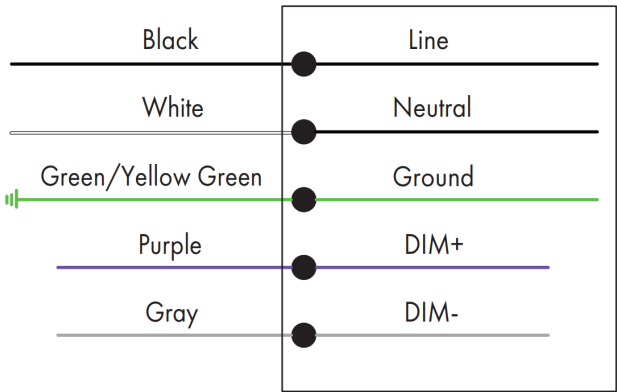 Black Line
White Neutral
Green/Yellow Green Ground
Purple DIM+
Gray DIM-